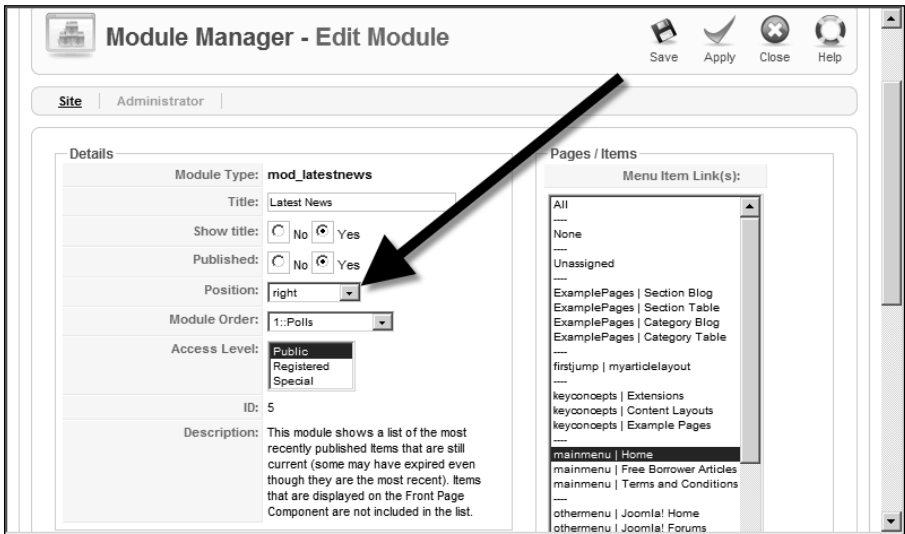 Module Manager - Edit Module
Save Apply Close Help
Site Administrator
Details
Module Type: mod_latestnews
Title: Latest News
Show title: No Yes
Published: No Yes
Position: right
Module Order: 1::Polls
Access Level: Public
Registered
Special
ID: 5
Description: This module shows a list of the most
recently published Items that are still
current (some may have expired even
though they are the most recent). Items
that are displayed on the Front Page
Component are not included in the list.
Pages / Items
Menu Item Link(s):
All
----
None
----
Unassigned
----
ExamplePages | Section Blog
ExamplePages | Section Table
ExamplePages | Category Blog
ExamplePages | Category Table
----
firstjump | myarticlelayout
----
keyconcepts | Extensions
keyconcepts | Content Layouts
keyconcepts | Example Pages
----
mainmenu | Home
mainmenu | Free Borrower Articles
mainmenu | Terms and Conditions
----
othermenu | Joomla! Home
othermenu | Joomla! Forums